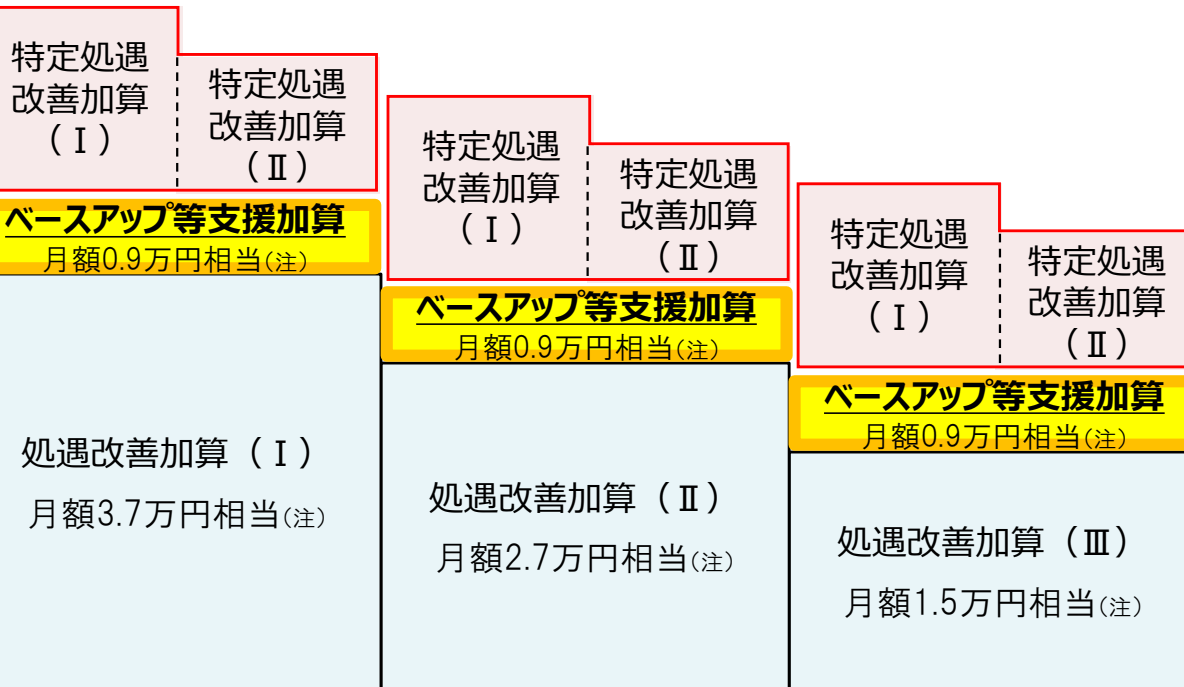 特定処遇
改善加算
（Ⅰ）
特定処遇
改善加算
（Ⅱ）
ベースアップ等支援加算
月額0.9万円相当(注)
処遇改善加算（Ⅰ）
月額3.7万円相当(注)
特定処遇
改善加算
（Ⅰ）
特定処遇
改善加算
（Ⅱ）
ベースアップ等支援加算
月額0.9万円相当(注)
処遇改善加算（Ⅱ）
月額2.7万円相当(注)
特定処遇
改善加算
（Ⅰ）
特定処遇
改善加算
（Ⅱ）
ベースアップ等支援加算
月額0.9万円相当(注)
処遇改善加算（Ⅲ）
月額1.5万円相当(注)